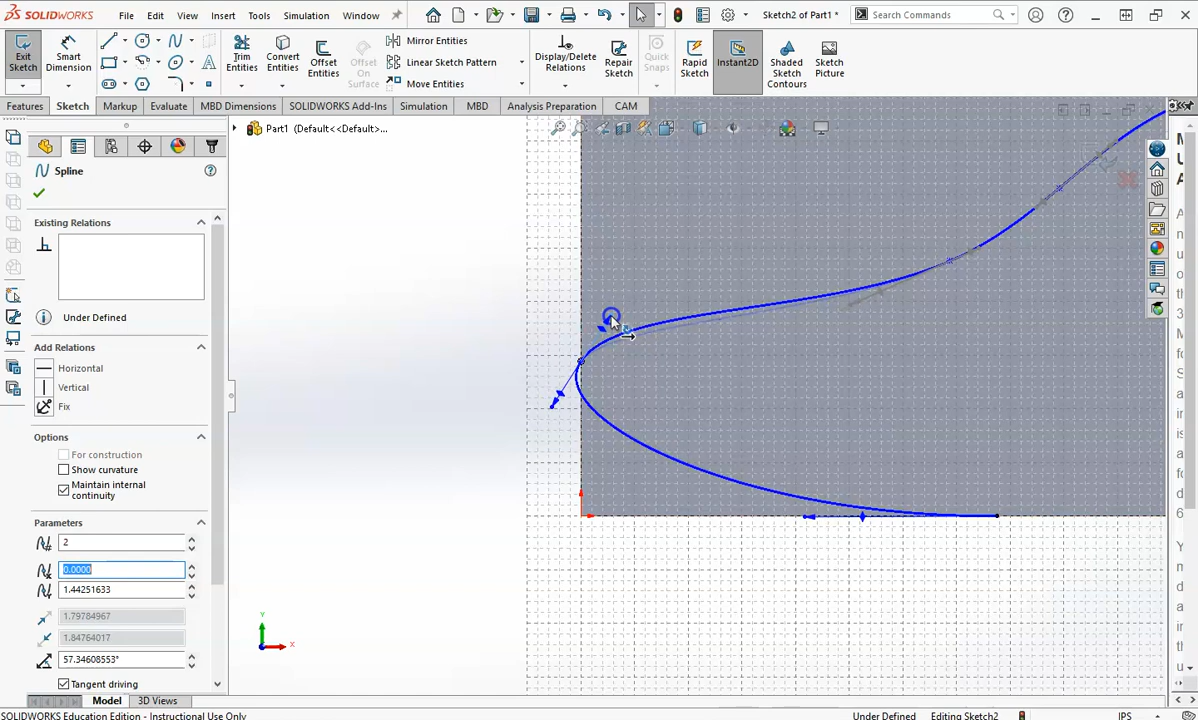 SOLIDWORKS File Edit View Insert Tools Simulation Window Sketch2 of Part1 * Search Commands
Exit Sketch
Smart Dimension
Trim Entities
Convert Entities
Offset Entities
Offset On Surface
Mirror Entities
Linear Sketch Pattern
Move Entities
Display/Delete Relations
Repair Sketch
Quick Snaps
Rapid Sketch
Instant2D
Shaded Sketch Contours
Sketch Picture
Features Sketch Markup Evaluate MBD Dimensions SOLIDWORKS Add-Ins Simulation MBD Analysis Preparation CAM
Part1 (Default<<Default>...
Spline
Existing Relations
Under Defined
Add Relations
Horizontal
Vertical
Fix
Options
For construction
Show curvature
Maintain internal
continuity
Parameters
2
0.0000
1.44251633
1.79784967
1.84764017
57.34608553°
Tangent driving
Y
X
Model 3D Views
SOLIDWORKS Education Edition - Instructional Use Only Under Defined Editing Sketch2 IPS